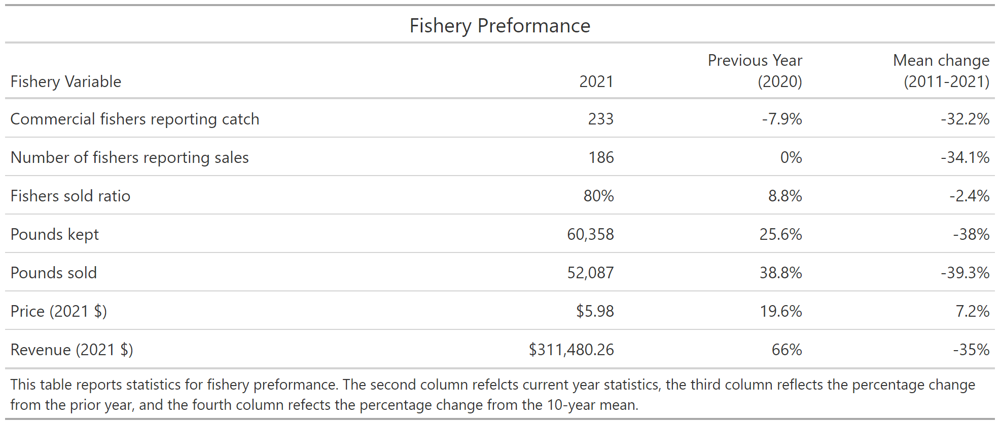 Fishery Preformance
Fishery Variable 2021 Previous Year (2020) Mean change (2011-2021)
Commercial fishers reporting catch 233 -7.9% -32.2%
Number of fishers reporting sales 186 0% -34.1%
Fishers sold ratio 80% 8.8% -2.4%
Pounds kept 60,358 25.6% -38%
Pounds sold 52,087 38.8% -39.3%
Price (2021 $) $5.98 19.6% 7.2%
Revenue (2021 $) $311,480.26 66% -35%
This table reports statistics for fishery preformance. The second column refelcts current year statistics, the third column reflects the percentage change
from the prior year, and the fourth column refects the percentage change from the 10-year mean.